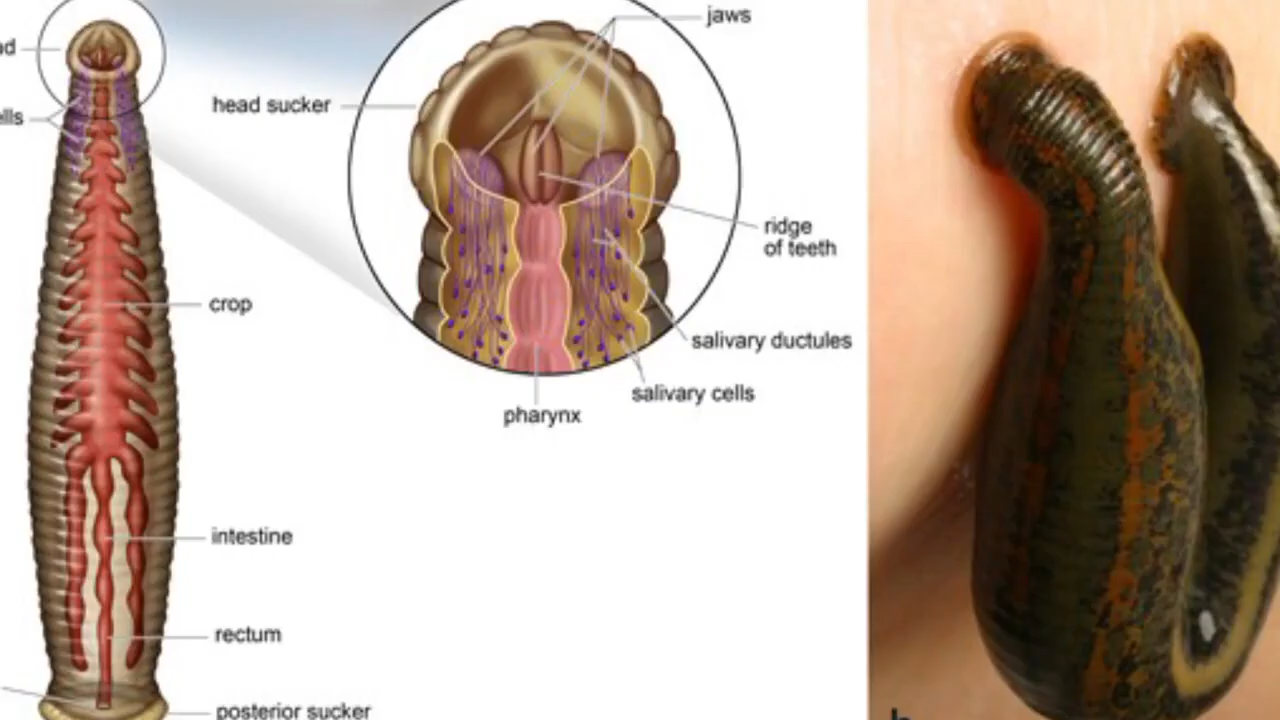 jaws
head sucker
ridge
of teeth
crop
salivary ductules
salivary cells
pharynx
intestine
rectum
posterior sucker